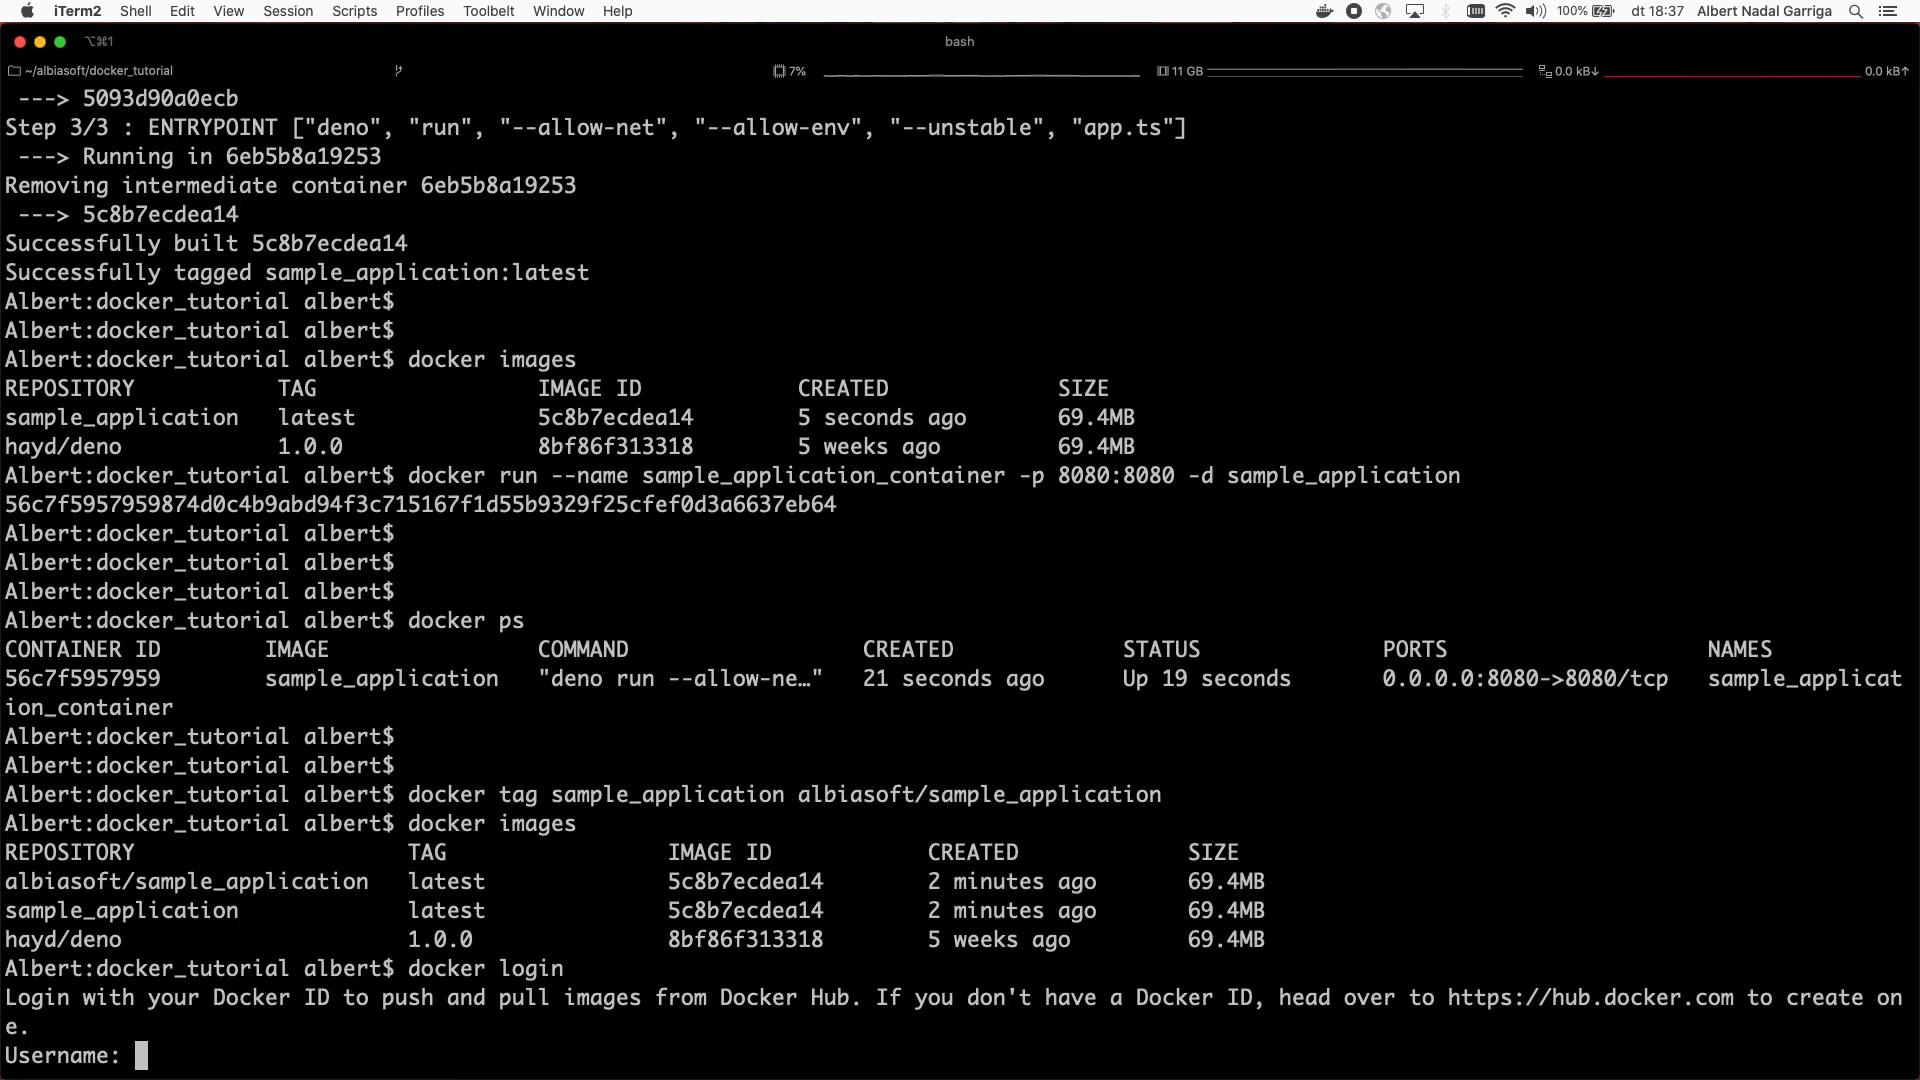 iTerm2 Shell Edit View Session Scripts Profiles Toolbelt Window Help 100% dt 18:37 Albert Nadal Garriga
⌥⌘1 bash
~/albiasoft/docker_tutorial 7% 11 GB 0.0 kB↓ 0.0 kB↑
---> 5093d90a0ecb
Step 3/3 : ENTRYPOINT ["deno", "run", "--allow-net", "--allow-env", "--unstable", "app.ts"]
---> Running in 6eb5b8a19253
Removing intermediate container 6eb5b8a19253
---> 5c8b7ecdea14
Successfully built 5c8b7ecdea14
Successfully tagged sample_application:latest
Albert:docker_tutorial albert$
Albert:docker_tutorial albert$
Albert:docker_tutorial albert$ docker images
REPOSITORY TAG IMAGE ID CREATED SIZE
sample_application latest 5c8b7ecdea14 5 seconds ago 69.4MB
hayd/deno 1.0.0 8bf86f313318 5 weeks ago 69.4MB
Albert:docker_tutorial albert$ docker run --name sample_application_container -p 8080:8080 -d sample_application
56c7f5957959874d0c4b9abd94f3c715167f1d55b9329f25cfef0d3a6637eb64
Albert:docker_tutorial albert$
Albert:docker_tutorial albert$
Albert:docker_tutorial albert$
Albert:docker_tutorial albert$ docker ps
CONTAINER ID IMAGE COMMAND CREATED STATUS PORTS NAMES
56c7f5957959 sample_application "deno run --allow-ne…" 21 seconds ago Up 19 seconds 0.0.0.0:8080->8080/tcp sample_applicat
ion_container
Albert:docker_tutorial albert$
Albert:docker_tutorial albert$
Albert:docker_tutorial albert$ docker tag sample_application albiasoft/sample_application
Albert:docker_tutorial albert$ docker images
REPOSITORY TAG IMAGE ID CREATED SIZE
albiasoft/sample_application latest 5c8b7ecdea14 2 minutes ago 69.4MB
sample_application latest 5c8b7ecdea14 2 minutes ago 69.4MB
hayd/deno 1.0.0 8bf86f313318 5 weeks ago 69.4MB
Albert:docker_tutorial albert$ docker login
Login with your Docker ID to push and pull images from Docker Hub. If you don't have a Docker ID, head over to https://hub.docker.com to create on
e.
Username: